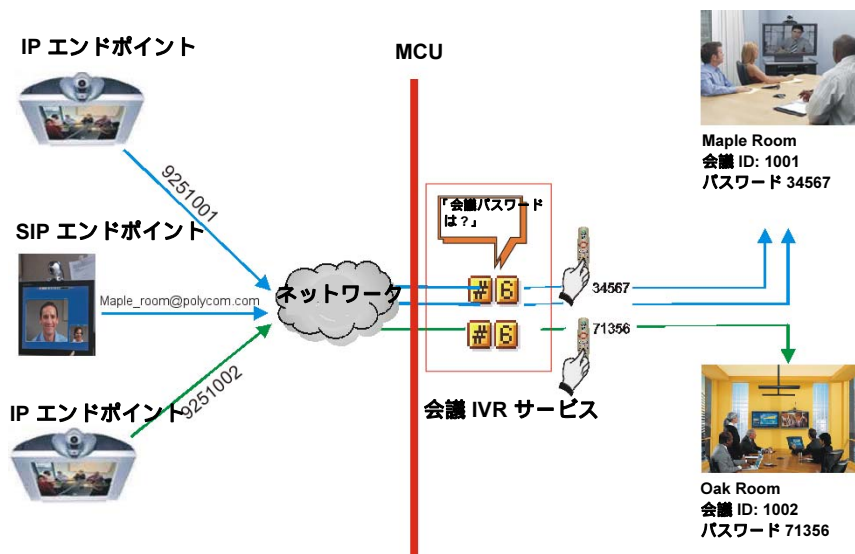 IP エンドポイント
MCU
Maple Room
会議 ID: 1001
パスワード 34567
9251001
「会議パスワード
は？」
SIP エンドポイント
Maple_room@polycom.com
ネットワーク
# 6
34567
# 6
71356
9251002
IP エンドポイント
会議 IVR サービス
Oak Room
会議 ID: 1002
パスワード 71356